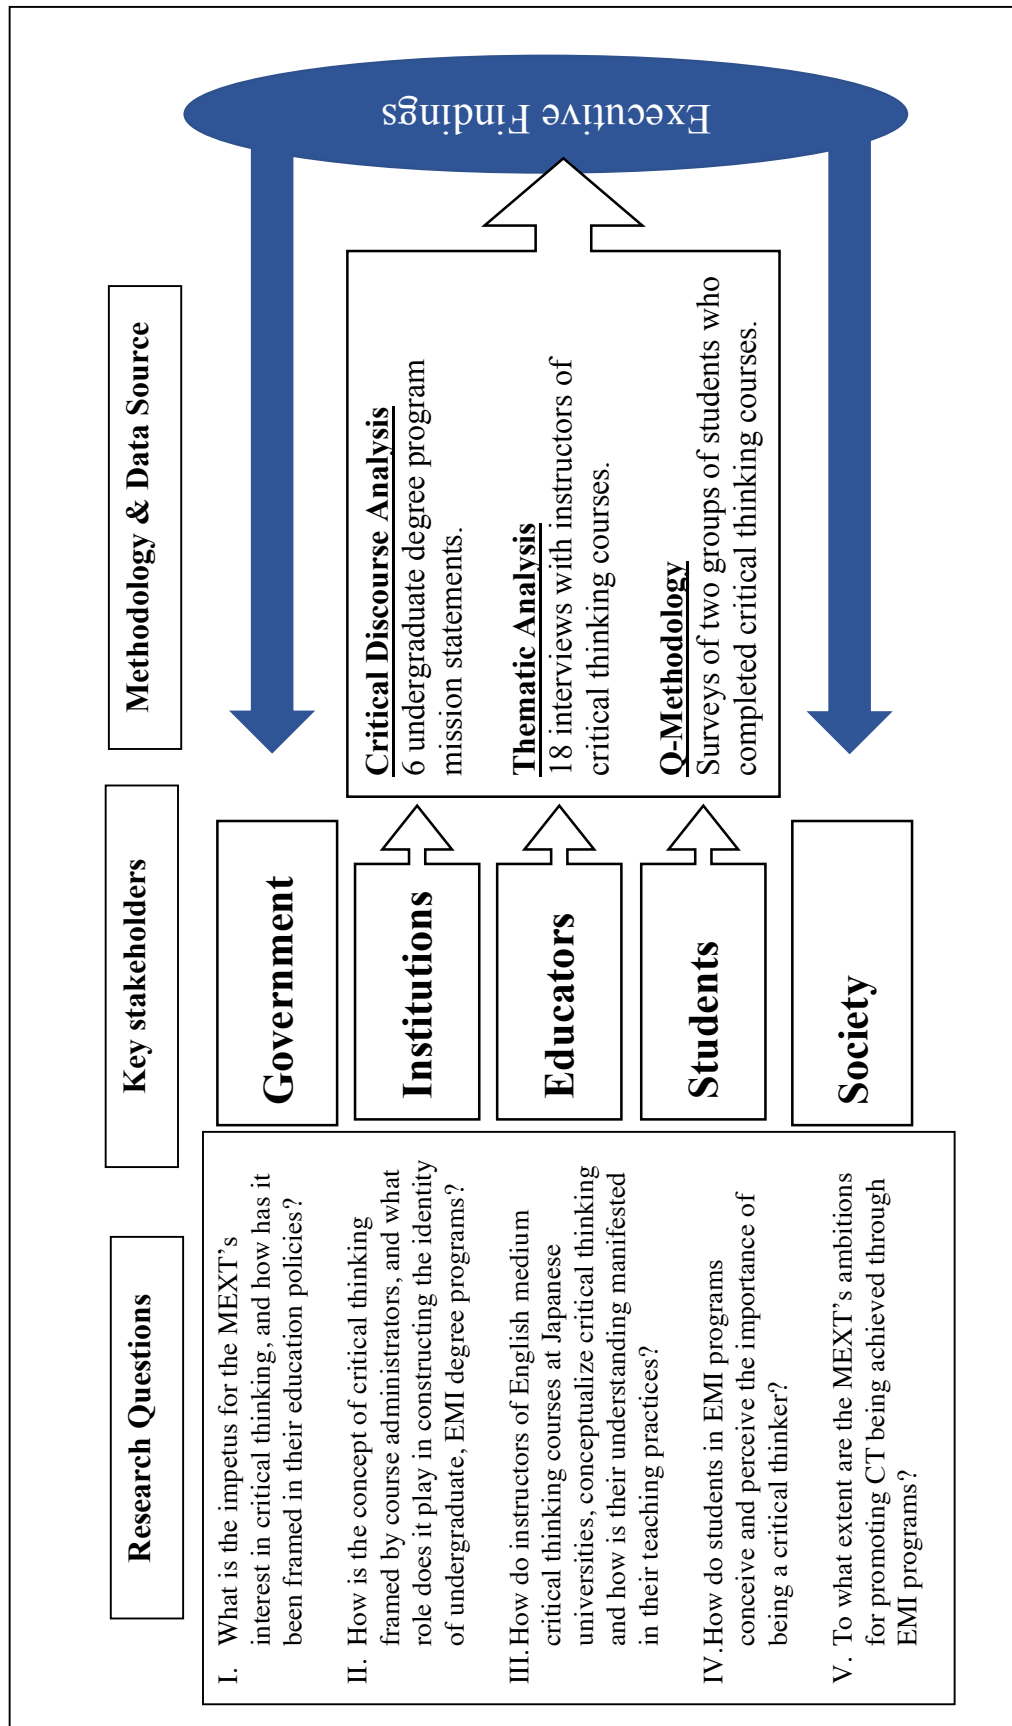 Research Questions
Key stakeholders
Methodology & Data Source
I. What is the impetus for the MEXT's
interest in critical thinking, and how has it
been framed in their education policies?
II. How is the concept of critical thinking
framed by course administrators, and what
role does it play in constructing the identity
of undergraduate, EMI degree programs?
III. How do instructors of English medium
critical thinking courses at Japanese
universities, conceptualize critical thinking
and how is their understanding manifested
in their teaching practices?
IV. How do students in EMI programs
conceive and perceive the importance of
being a critical thinker?
V. To what extent are the MEXT's ambitions
for promoting CT being achieved through
EMI programs?
Government
Institutions
Educators
Students
Society
Critical Discourse Analysis
6 undergraduate degree program
mission statements.
Thematic Analysis
18 interviews with instructors of
critical thinking courses.
Q-Methodology
Surveys of two groups of students who
completed critical thinking courses.
Executive Findings